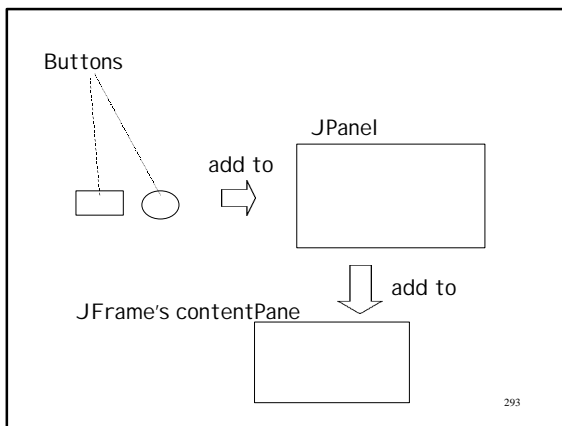 Buttons
JPanel
add to
add to
JFrame's contentPane
293